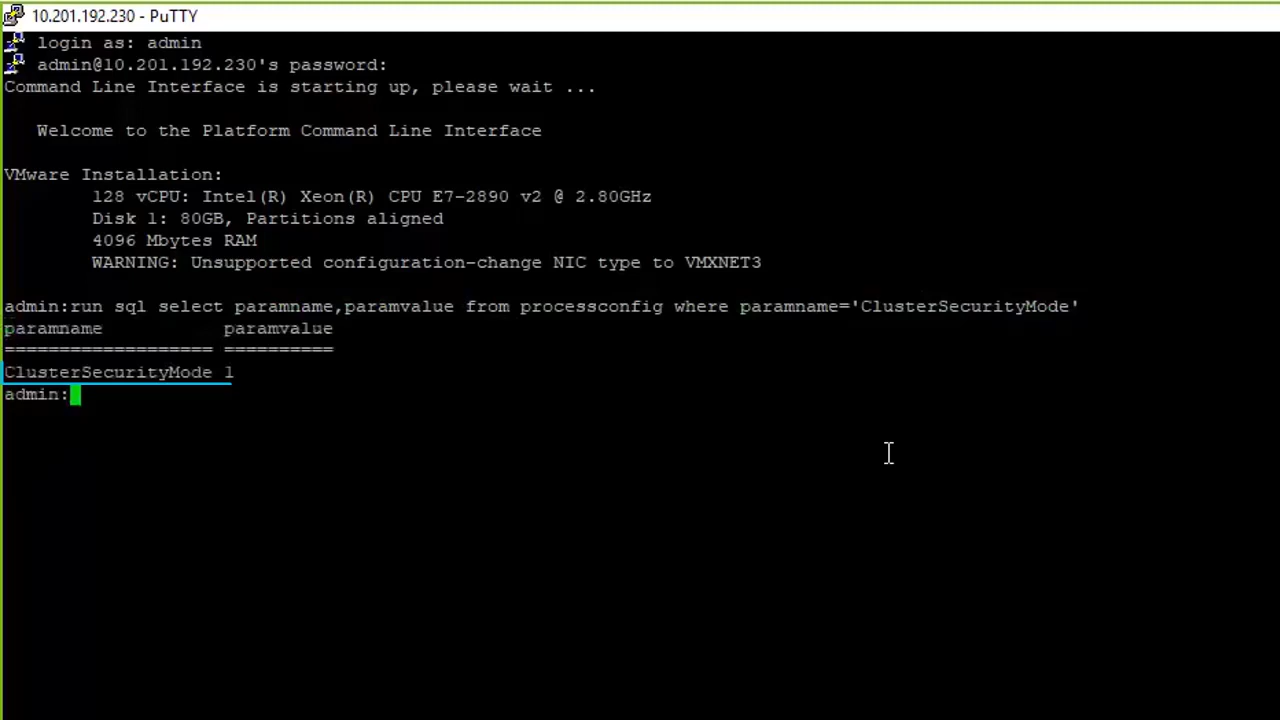 10.201.192.230 - PuTTY
login as: admin
admin@10.201.192.230's password:
Command Line Interface is starting up, please wait ...
Welcome to the Platform Command Line Interface
VMware Installation:
128 vCPU: Intel(R) Xeon(R) CPU E7-2890 v2 @ 2.80GHz
Disk 1: 80GB, Partitions aligned
4096 Mbytes RAM
WARNING: Unsupported configuration-change NIC type to VMXNET3
admin:run sql select paramname,paramvalue from processconfig where paramname='ClusterSecurityMode'
paramname paramvalue
=================== ==========
ClusterSecurityMode 1
admin: